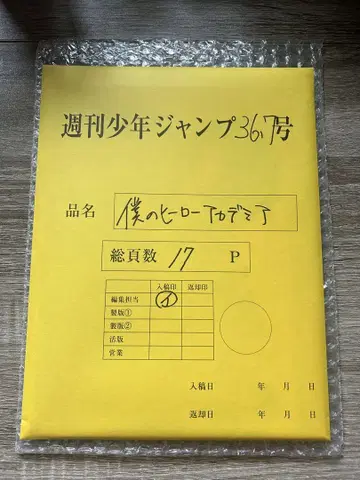 週刊少年ジャンプ36.7号
品名 僕のヒーローアカデミア
総頁数 17 P
入稿印 返却印
編集担当 イ
製版①
製版②
活版
営業
入稿日 年 月 日
返却日 年 月 日